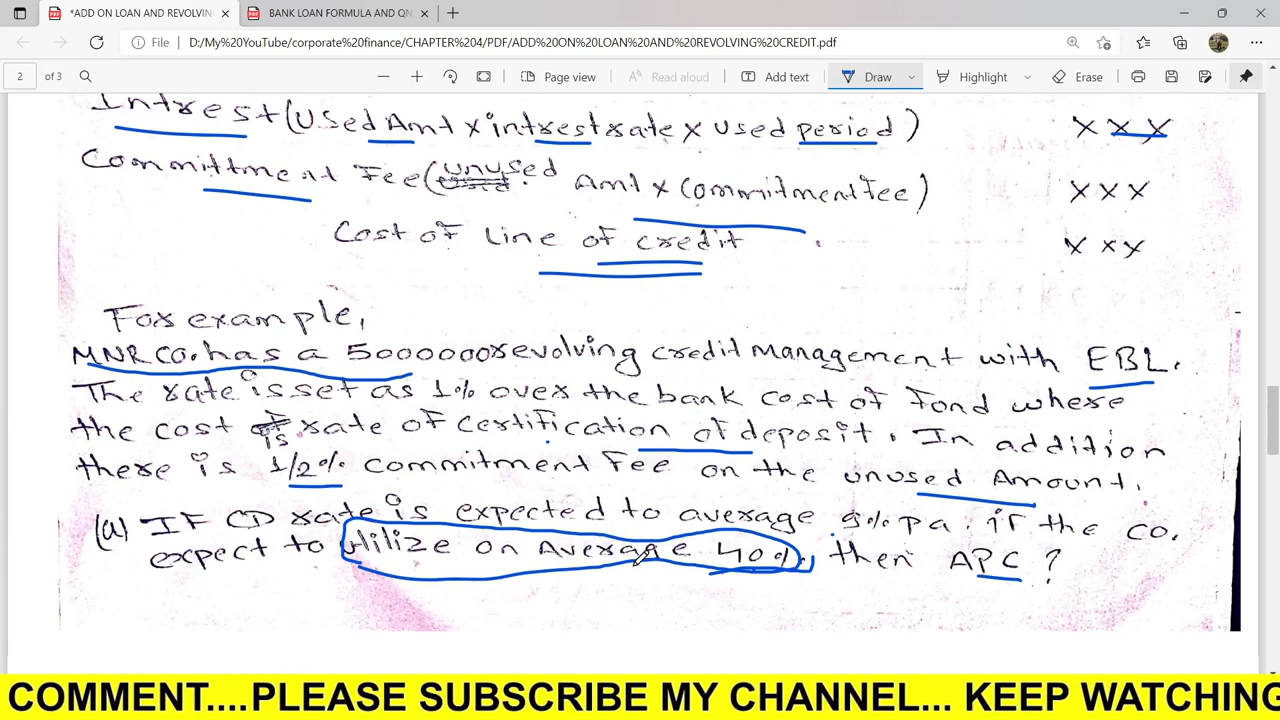 *ADD ON LOAN AND REVOLVIN
BANK LOAN FORMULA AND QN
File
D:/My%20YouTube/corporate%20finance/CHAPTER%204/PDF/ADD%20ON%20LOAN%20AND%20REVOLVING%20CREDIT.pdf
2 of 3
Page view
Read aloud
Add text
Draw
Highlight
Erase
Intrest(Used Amt x intrest rate x used period) xxx
Committment Fee(unused Amt x Commitment Fee) xxx
Cost of line of credit xxx
For example,
MNR Co. has a 5000000 revolving credit Management with EBL.
The rate is set as 1% over the bank cost of Fond where
the cost is rate of certification of deposit. In addition
there is 1/2% commitment Fee on the unused Amount.
(a) IF CD rate is expected to average 9% pa. if the co.
expect to utilize on Average 40%, then APC?
COMMENT....PLEASE SUBSCRIBE MY CHANNEL... KEEP WATCHING